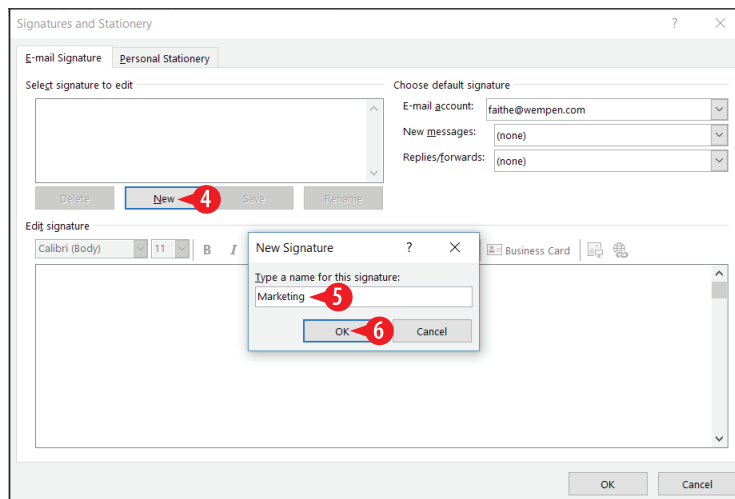 Signatures and Stationery ? ×
E-mail Signature Personal Stationery
Select signature to edit
Choose default signature
E-mail account: faithe@wempen.com
New messages: (none)
Replies/forwards: (none)
Delete New 4 Save Rename
Edit signature
Calibri (Body) 11 B I Business Card
New Signature ? ×
Type a name for this signature:
Marketing 5
OK 6 Cancel
OK Cancel